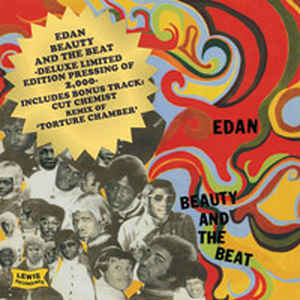 EDAN
BEAUTY
AND THE BEAT
-DELUXE LIMITED
EDITION PRESSING OF
2,000-
INCLUDES BONUS TRACK:
CUT CHEMIST
REMIX OF
'TORTURE CHAMBER'
EDAN
BEAUTY
AND
THE
BEAT
LEWIS
RECORDINGS